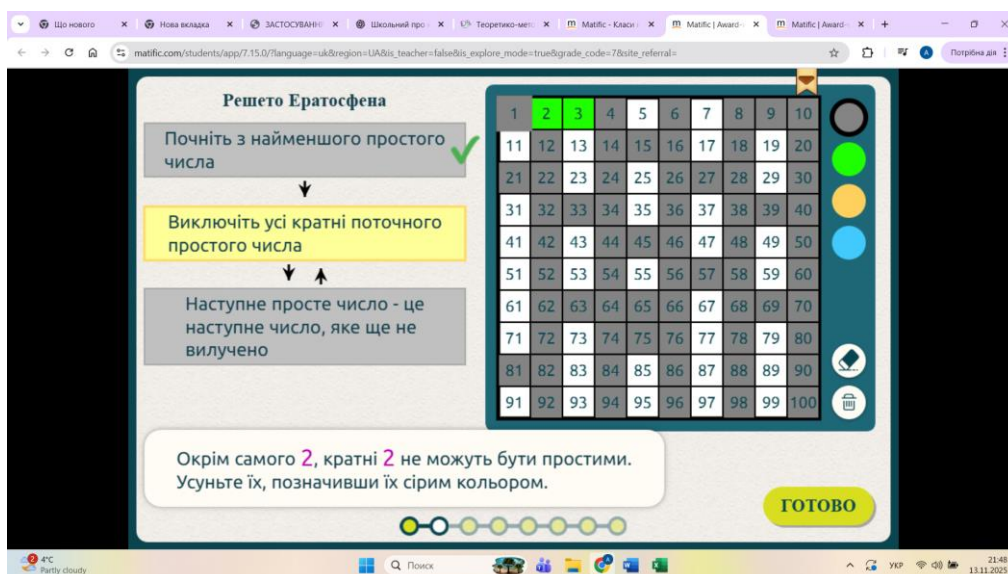 Що нового
Нова вкладка
ЗАСТОСУВАНН
Школьний про
Теоретико-мето
Matific - Класи
Matific | Award-
Matific | Award-
matific.com/students/app/7.15.0/?language=uk&region=UA&is_teacher=false&is_explore_mode=true&grade_code=7&site_referral=
A
Потрібна дія
Решето Ератосфена
Почніть з найменшого простого
числа
Виключіть усі кратні поточного
простого числа
Наступне просте число - це
наступне число, яке ще не
вилучено
1 2 3 4 5 6 7 8 9 10
11 12 13 14 15 16 17 18 19 20
21 22 23 24 25 26 27 28 29 30
31 32 33 34 35 36 37 38 39 40
41 42 43 44 45 46 47 48 49 50
51 52 53 54 55 56 57 58 59 60
61 62 63 64 65 66 67 68 69 70
71 72 73 74 75 76 77 78 79 80
81 82 83 84 85 86 87 88 89 90
91 92 93 94 95 96 97 98 99 100
Окрім самого 2, кратні 2 не можуть бути простими.
Усуньте їх, позначивши їх сірим кольором.
ГОТОВО
2
4°C
Partly cloudy
Поиск
УКР
21:48
13.11.2025